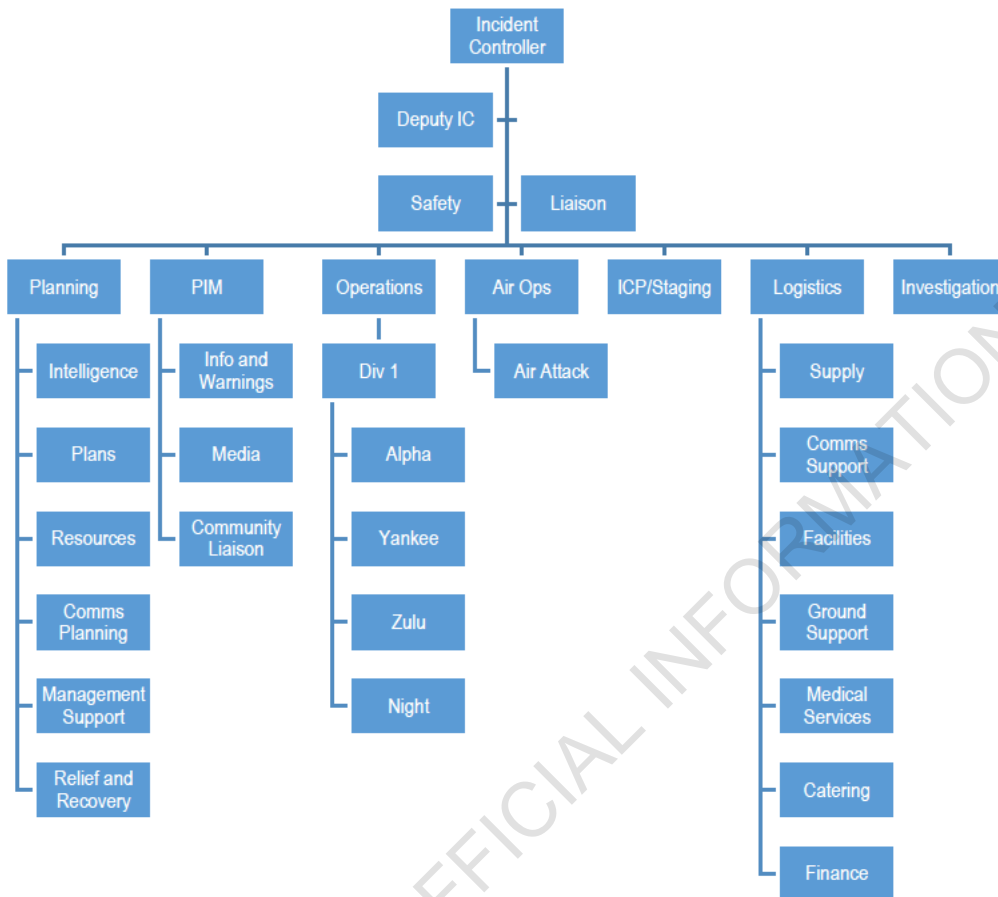 Incident
Controller
Deputy IC
Safety
Liaison
Planning
PIM
Operations
Air Ops
ICP/Staging
Logistics
Investigation
Intelligence
Info and
Warnings
Div 1
Air Attack
Supply
Plans
Media
Alpha
Comms
Support
Resources
Community
Liaison
Yankee
Facilities
Comms
Planning
Zulu
Ground
Support
Management
Support
Night
Medical
Services
Relief and
Recovery
Catering
Finance
FFICIAL INFORMATION